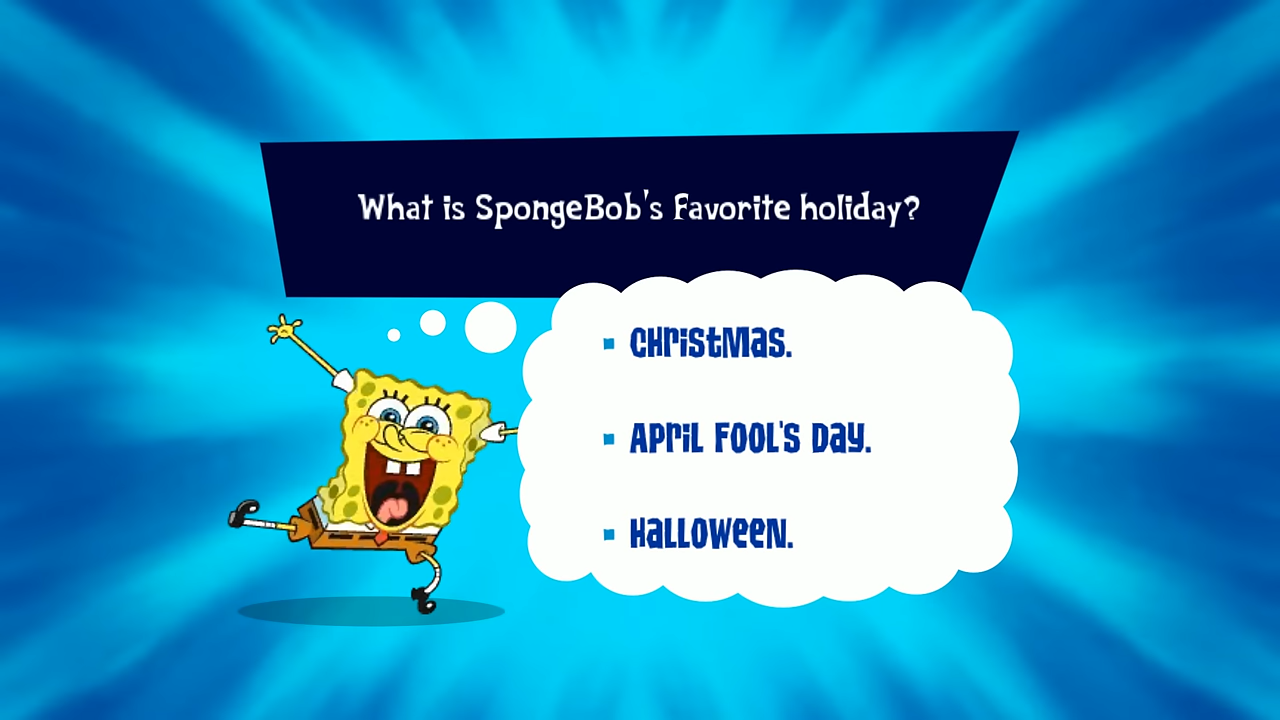 What is SpongeBob's favorite holiday?
Christmas.
April Fool's Day.
Halloween.